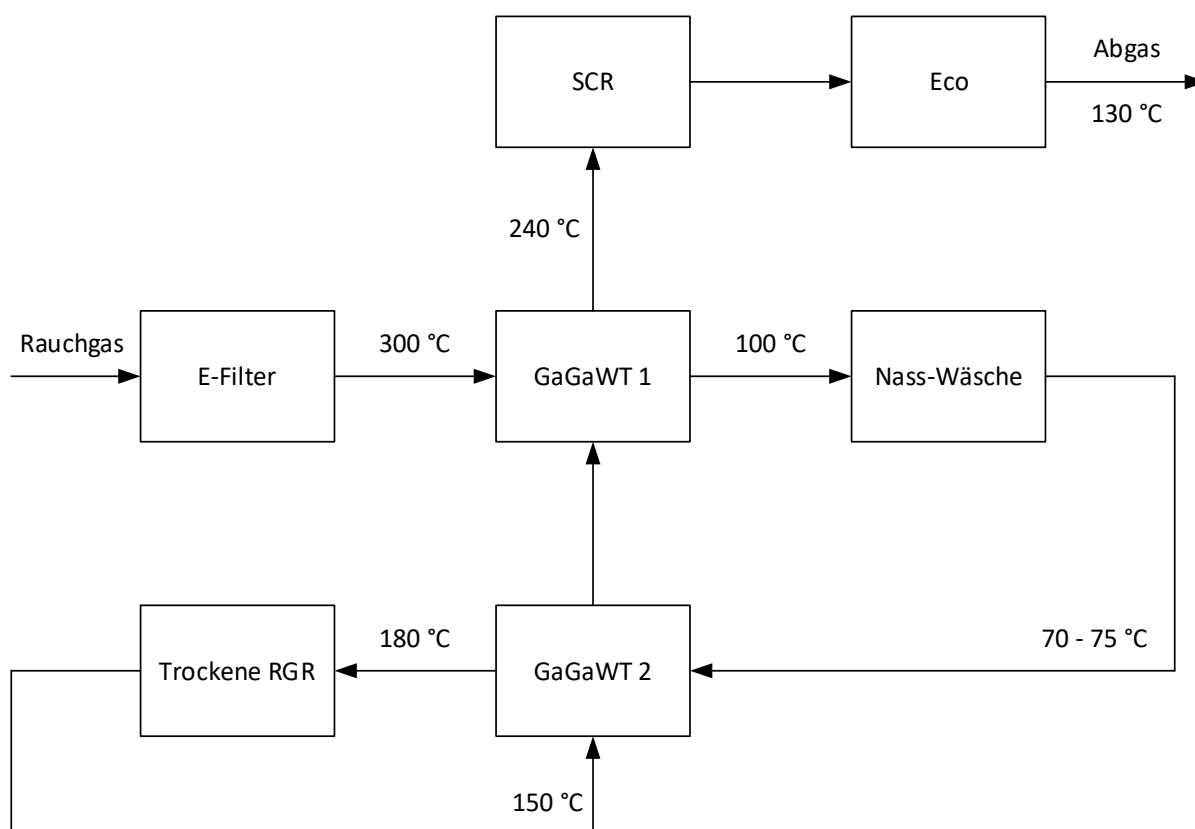 SCR
Eco
Abgas
130 °C
240 °C
Rauchgas
E-Filter
300 °C
GaGaWT 1
100 °C
Nass-Wäsche
Trockene RGR
180 °C
GaGaWT 2
70 - 75 °C
150 °C